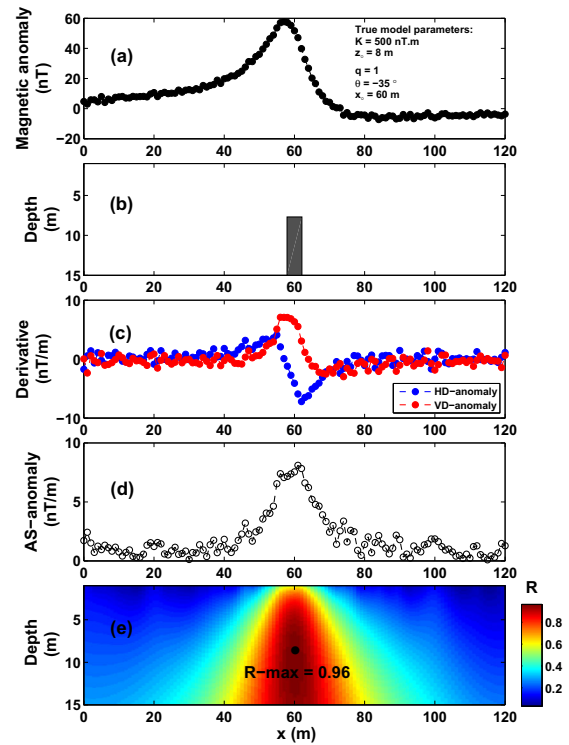 60
40
20
0
−20
Magnetic anomaly
(nT)
(a)
True model parameters:
K = 500 nT.m
z° = 8 m
q = 1
θ = −35 °
x° = 60 m
0 20 40 60 80 100 120
5
10
15
Depth
(m)
(b)
0 20 40 60 80 100 120
10
0
−10
Derivative
(nT/m)
(c)
HD−anomaly
VD−anomaly
0 20 40 60 80 100 120
10
5
0
AS−anomaly
(nT/m)
(d)
0 20 40 60 80 100 120
5
10
15
Depth
(m)
(e)
R−max = 0.96
R
0.8
0.6
0.4
0.2
0 20 40 60 80 100 120
x (m)